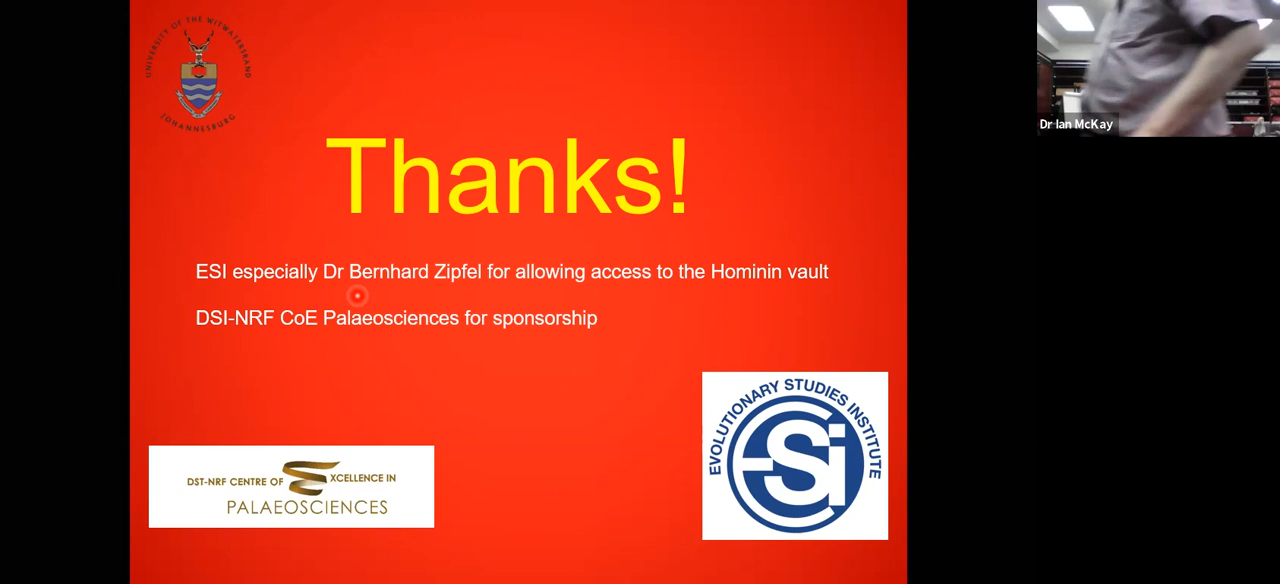 UNIVERSITY OF THE WITWATERSRAND
JOHANNESBURG
Dr Ian McKay
Thanks!
ESI especially Dr Bernhard Zipfel for allowing access to the Hominin vault
DSI-NRF CoE Palaeosciences for sponsorship
EVOLUTIONARY STUDIES INSTITUTE
ESi
DST-NRF CENTRE OF EXCELLENCE IN
PALAEOSCIENCES